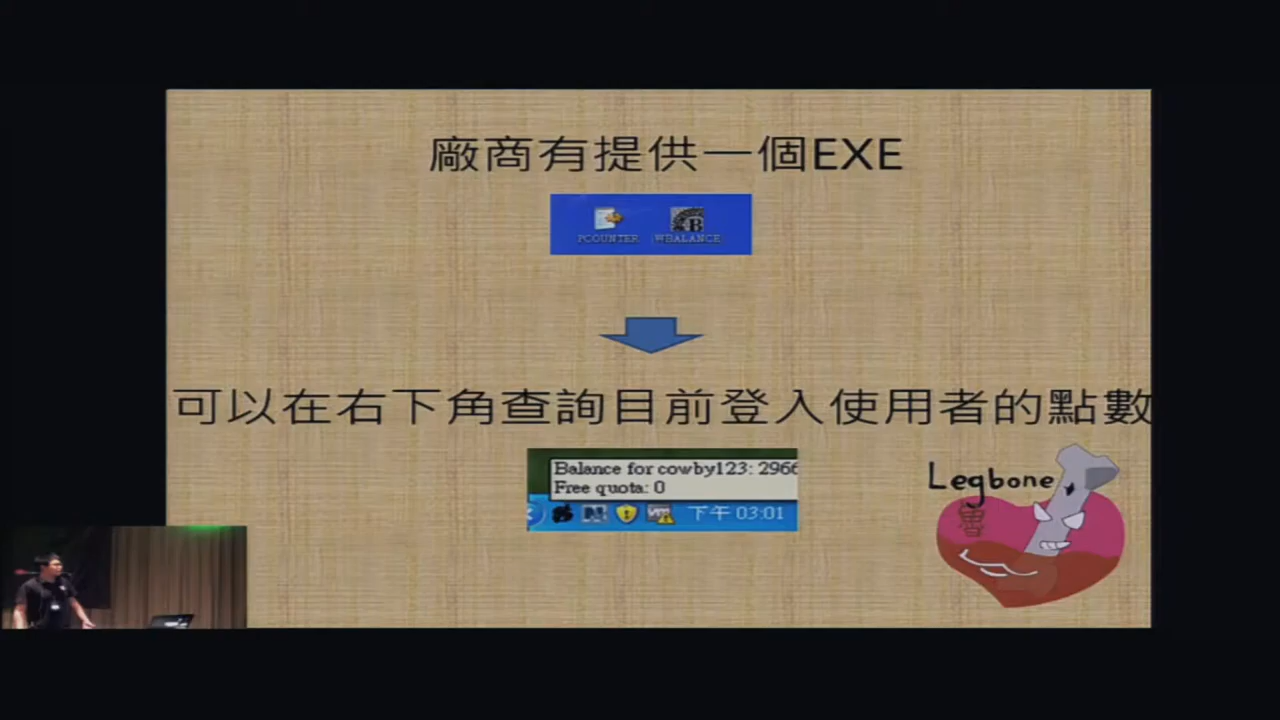 廠商有提供一個EXE
PCOUNTER WBALANCE
可以在右下角查詢目前登入使用者的點數
Balance for cowby123: 2966
Free quota: 0
下午 03:01
Legbone